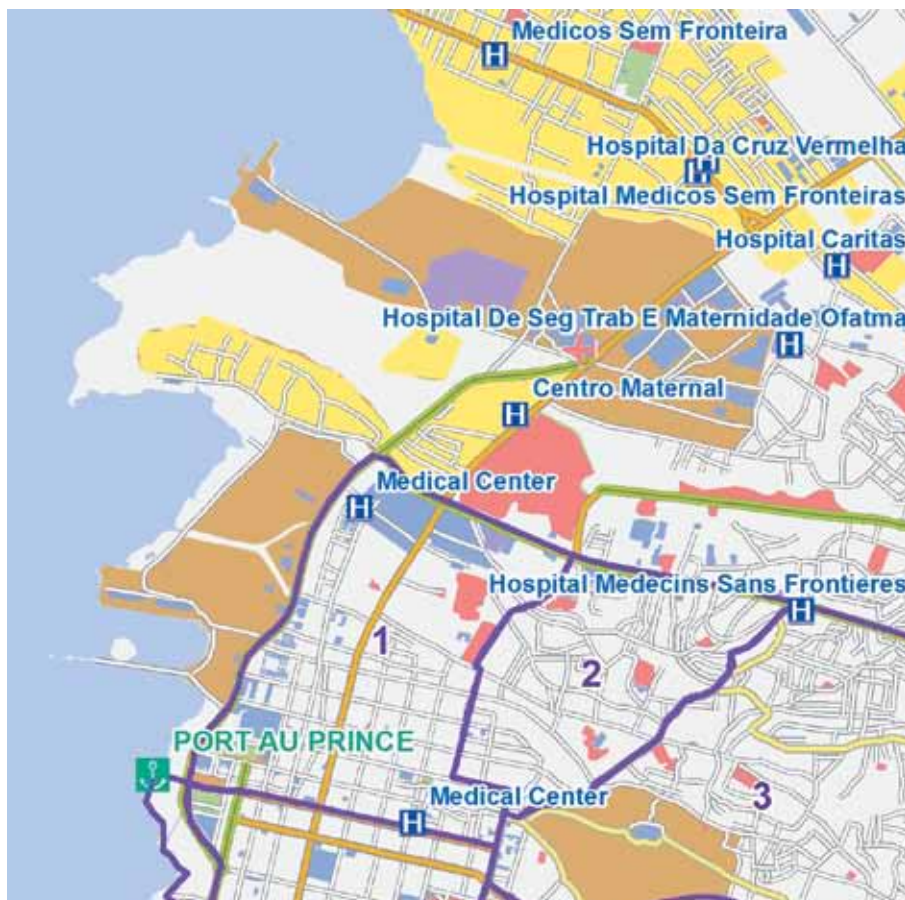 Medicos Sem Fronteira
H
Hospital Da Cruz Vermelha
H
Hospital Medicos Sem Fronteiras
Hospital Caritas
H
Hospital De Seg Trab E Maternidade Ofatma
H
Centro Maternal
H
Medical Center
H
Hospital Medecins Sans Frontieres
H
1
2
PORT AU PRINCE
3
Medical Center
H